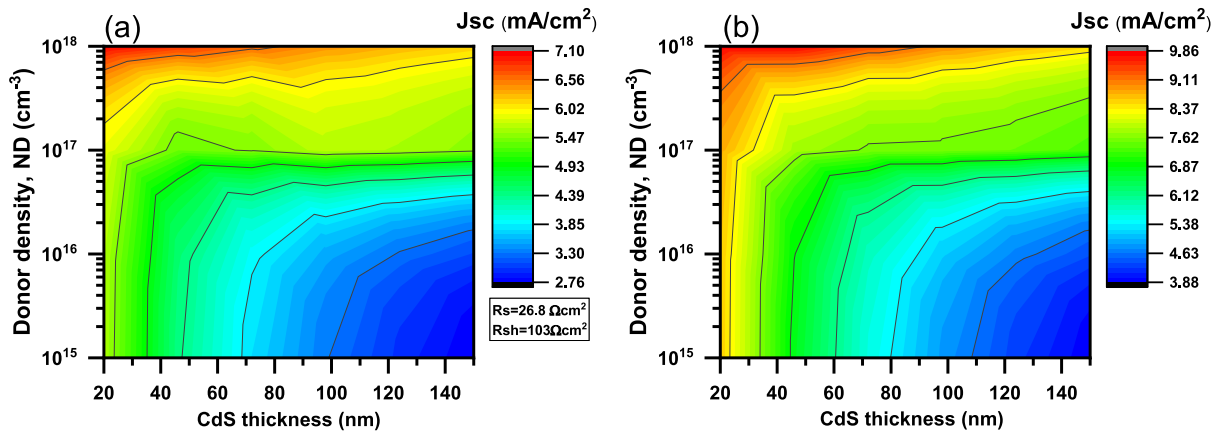 (a)
Jsc (mA/cm²)
10¹⁸
10¹⁷
10¹⁶
10¹⁵
Donor density, ND (cm⁻³)
20 40 60 80 100 120 140
CdS thickness (nm)
7.10
6.56
6.02
5.47
4.93
4.39
3.85
3.30
2.76
Rs=26.8 Ωcm²
Rsh=103Ωcm²
(b)
Jsc (mA/cm²)
10¹⁸
10¹⁷
10¹⁶
10¹⁵
Donor density, ND (cm⁻³)
20 40 60 80 100 120 140
CdS thickness (nm)
9.86
9.11
8.37
7.62
6.87
6.12
5.38
4.63
3.88